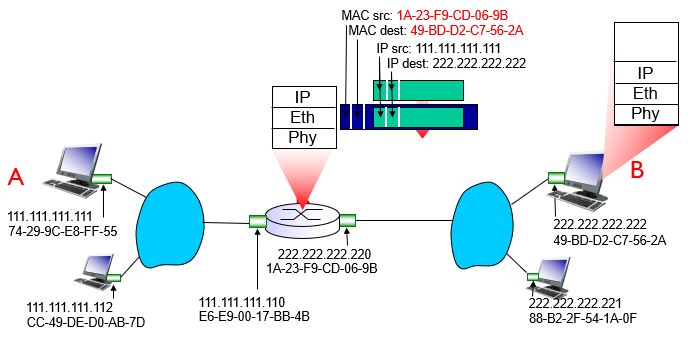 MAC src: 1A-23-F9-CD-06-9B
MAC dest: 49-BD-D2-C7-56-2A
IP src: 111.111.111.111
IP dest: 222.222.222.222
IP
Eth
Phy
IP
Eth
Phy
A
B
111.111.111.111
74-29-9C-E8-FF-55
222.222.222.222
49-BD-D2-C7-56-2A
222.222.222.220
1A-23-F9-CD-06-9B
111.111.111.112
CC-49-DE-D0-AB-7D
111.111.111.110
E6-E9-00-17-BB-4B
222.222.222.221
88-B2-2F-54-1A-0F